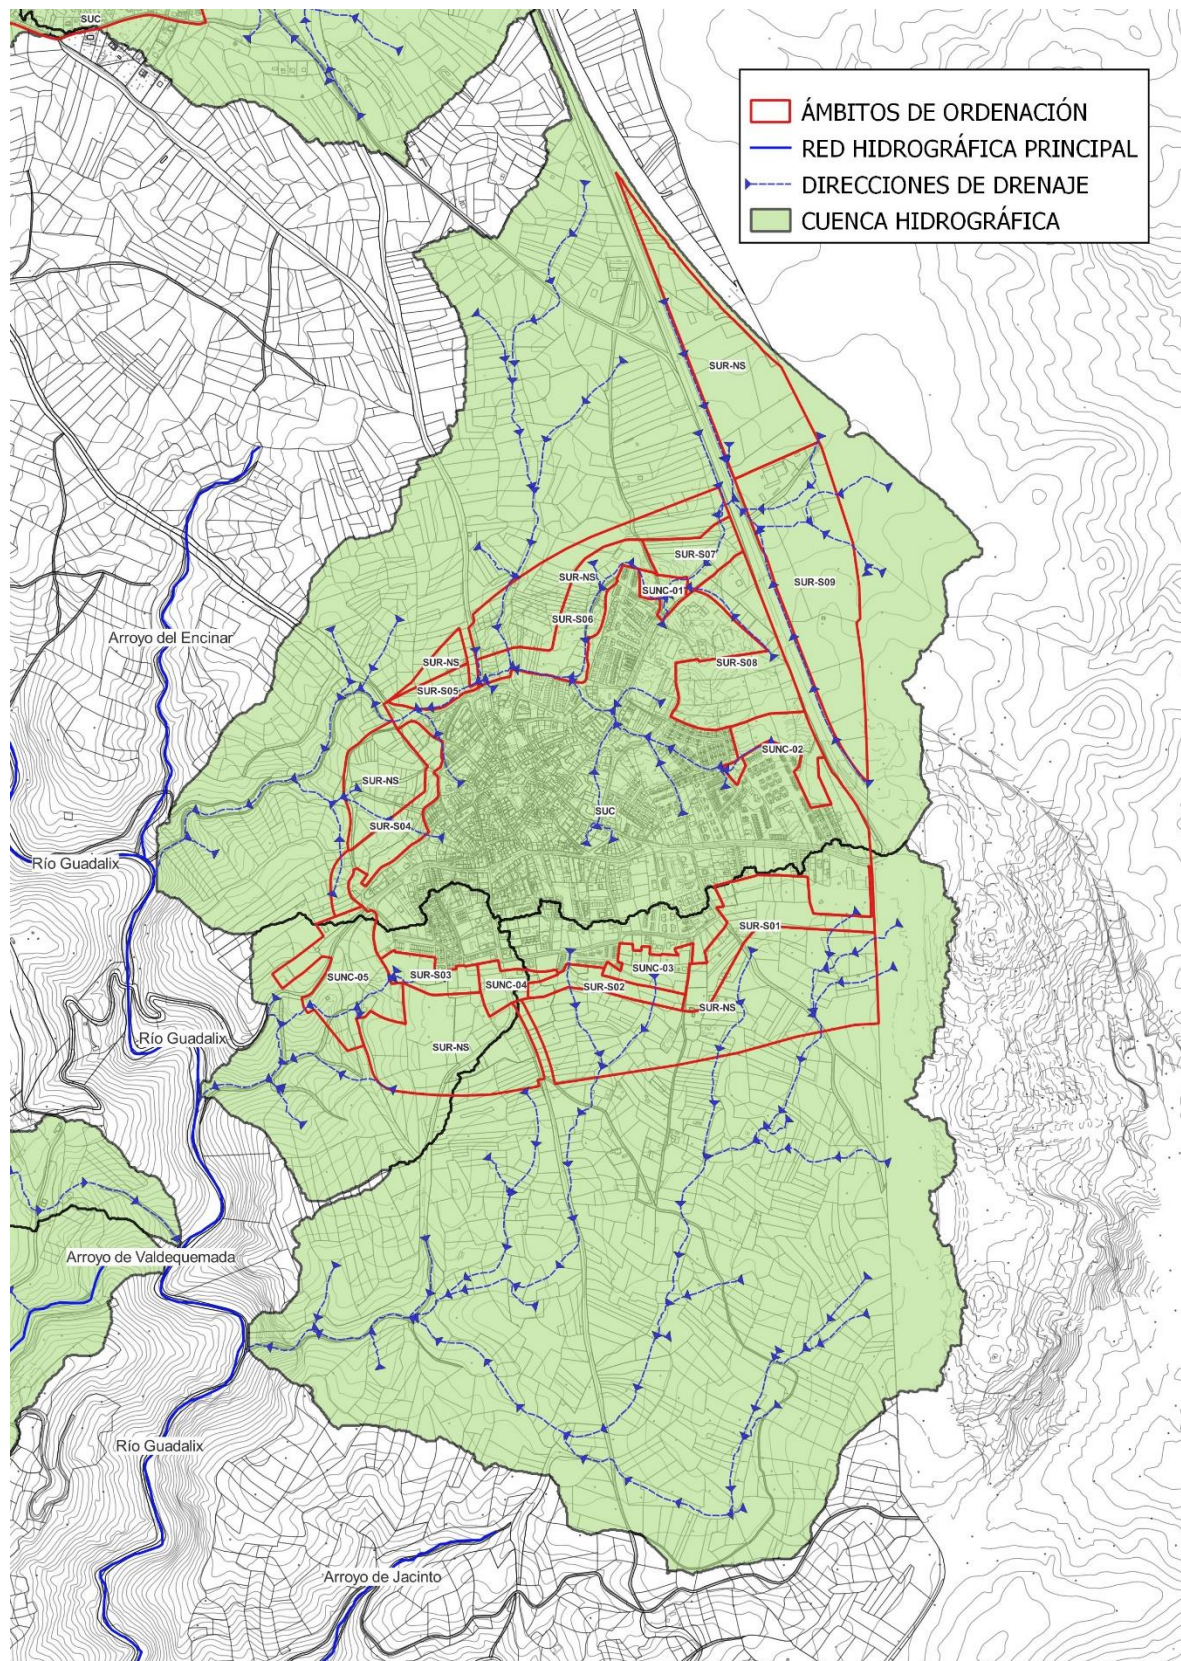 SUC
ÁMBITOS DE ORDENACIÓN
RED HIDROGRÁFICA PRINCIPAL
DIRECCIONES DE DRENAJE
CUENCA HIDROGRÁFICA
SUR-NS
SUR-S07
SUR-NS
SUNC-01
SUR-S09
SUR-S06
Arroyo del Encinar
SUR-NS
SUR-S08
SUR-S05
SUNC-02
SUR-NS
SUC
SUR-S04
Río Guadalix
SUR-S01
SUR-S03
SUNC-05
SUNC-03
SUNC-04
SUR-S02
SUR-NS
Río Guadalix
SUR-NS
Arroyo de Valdequemada
Río Guadalix
Arroyo de Jacinto